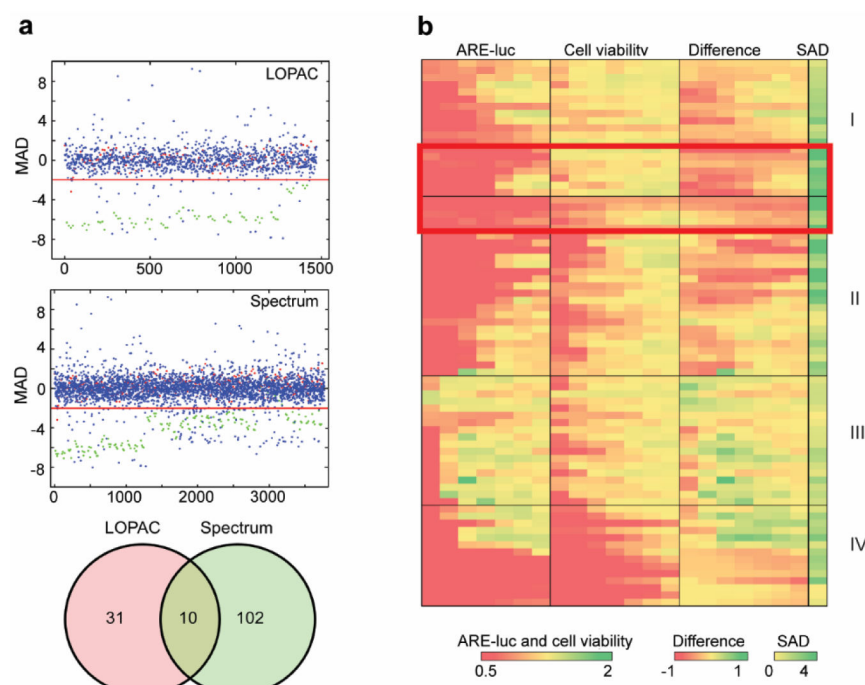 a
LOPAC
MAD
8
4
0
-4
-8
0 500 1000 1500
Spectrum
MAD
8
4
0
-4
-8
0 1000 2000 3000
LOPAC Spectrum
31 10 102
b
ARE-luc Cell viability Difference SAD
I
II
III
IV
ARE-luc and cell viability Difference SAD
0.5 2 -1 1 0 4